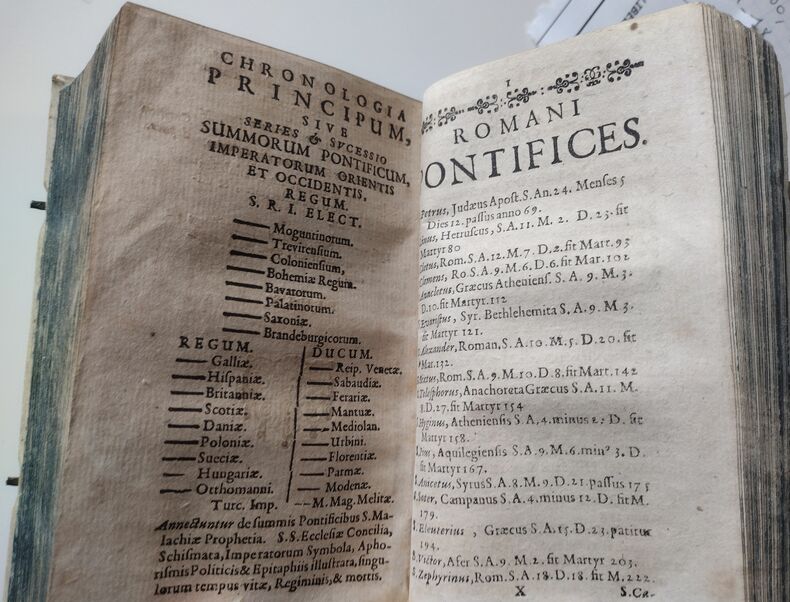 CHRONOLOGIA
PRINCIPUM,
SIVE
SERIES & SVCESSIO
SUMMORUM PONTIFICUM,
IMPERATORUM ORIENTIS
ET OCCIDENTIS,
REGUM.
S. R. I. ELECT.
Moguntinorum.
Trevirensium.
Coloniensium,
Bohemiæ Regum.
Bavarorum.
Palatinorum.
Saxoniæ.
Brandeburgicorum.
REGUM.
Galliæ.
Hispaniæ.
Britanniæ.
Scotiæ.
Daniæ.
Poloniæ.
Sueciæ.
Hungariæ.
Otthomanni.
Turc. Imp.
DUCUM.
Reip. Venetæ.
Sabaudiæ.
Ferariæ.
Mantuæ.
Mediolan.
Urbini.
Florentiæ.
Parmæ.
Modenæ.
M. Mag. Melitæ.
Annectuntur de summis Pontificibus S. Ma-
lachiæ Prophetia. S. S. Ecclesiæ Concilia,
Schismata, Imperatorum Symbola, Apho-
rismis Politicis & Epitaphiis illustrata, singu-
lorum tempus vitæ, Regiminis, & mortis.
I
ROMANI
PONTIFICES.
Petrus, Judæus Apost. S. An. 24. Menses 5
Dies 12. passus anno 69.
Linus, Hetruscus, S. A. 11. M. 2. D. 23. fit
Martyr 80
Cletus, Rom. S. A. 12. M. 7. D. 2. fit Mart. 93
Clemens, Ro. S. A. 9. M. 6. D. 6. fit Mar. 102
Anacletus, Græcus Atheniens. S. A. 9. M. 3.
D. 10. fit Martyr. 112
Evaristus, Syr. Bethlehemita S. A. 9. M. 3.
fit Martyr 121.
Alexander, Roman. S. A. 10. M. 5. D. 20. fit
Mar. 132.
Rom. S. A. 9. M. 10. D. 8. fit Mart. 142
Telesphorus, Anachoreta Græcus S. A. 11. M.
D. 27. fit Martyr 154
Hyginus, Atheniensis S. A, 4. minus 2. D. fit
Martyr 158.
Pius, Aquilegiensis S. A. 9. M. 6. min⁹ 3. D.
fit Martyr 167.
Anicetus, Syrus S. A. 8. M. 9. D. 21. passus 175
Soter, Campanus S. A. 4. minus 12. D. fit M.
179.
S. Eleuterius, Græcus S. A. 15. D. 23. patitur
194.
S. Victor, Afer S. A. 9. M. 2. fit Martyr 203.
S. Zephyrinus, Rom. S. A. 18. D. 18. fit M. 222.
X S. Ca-